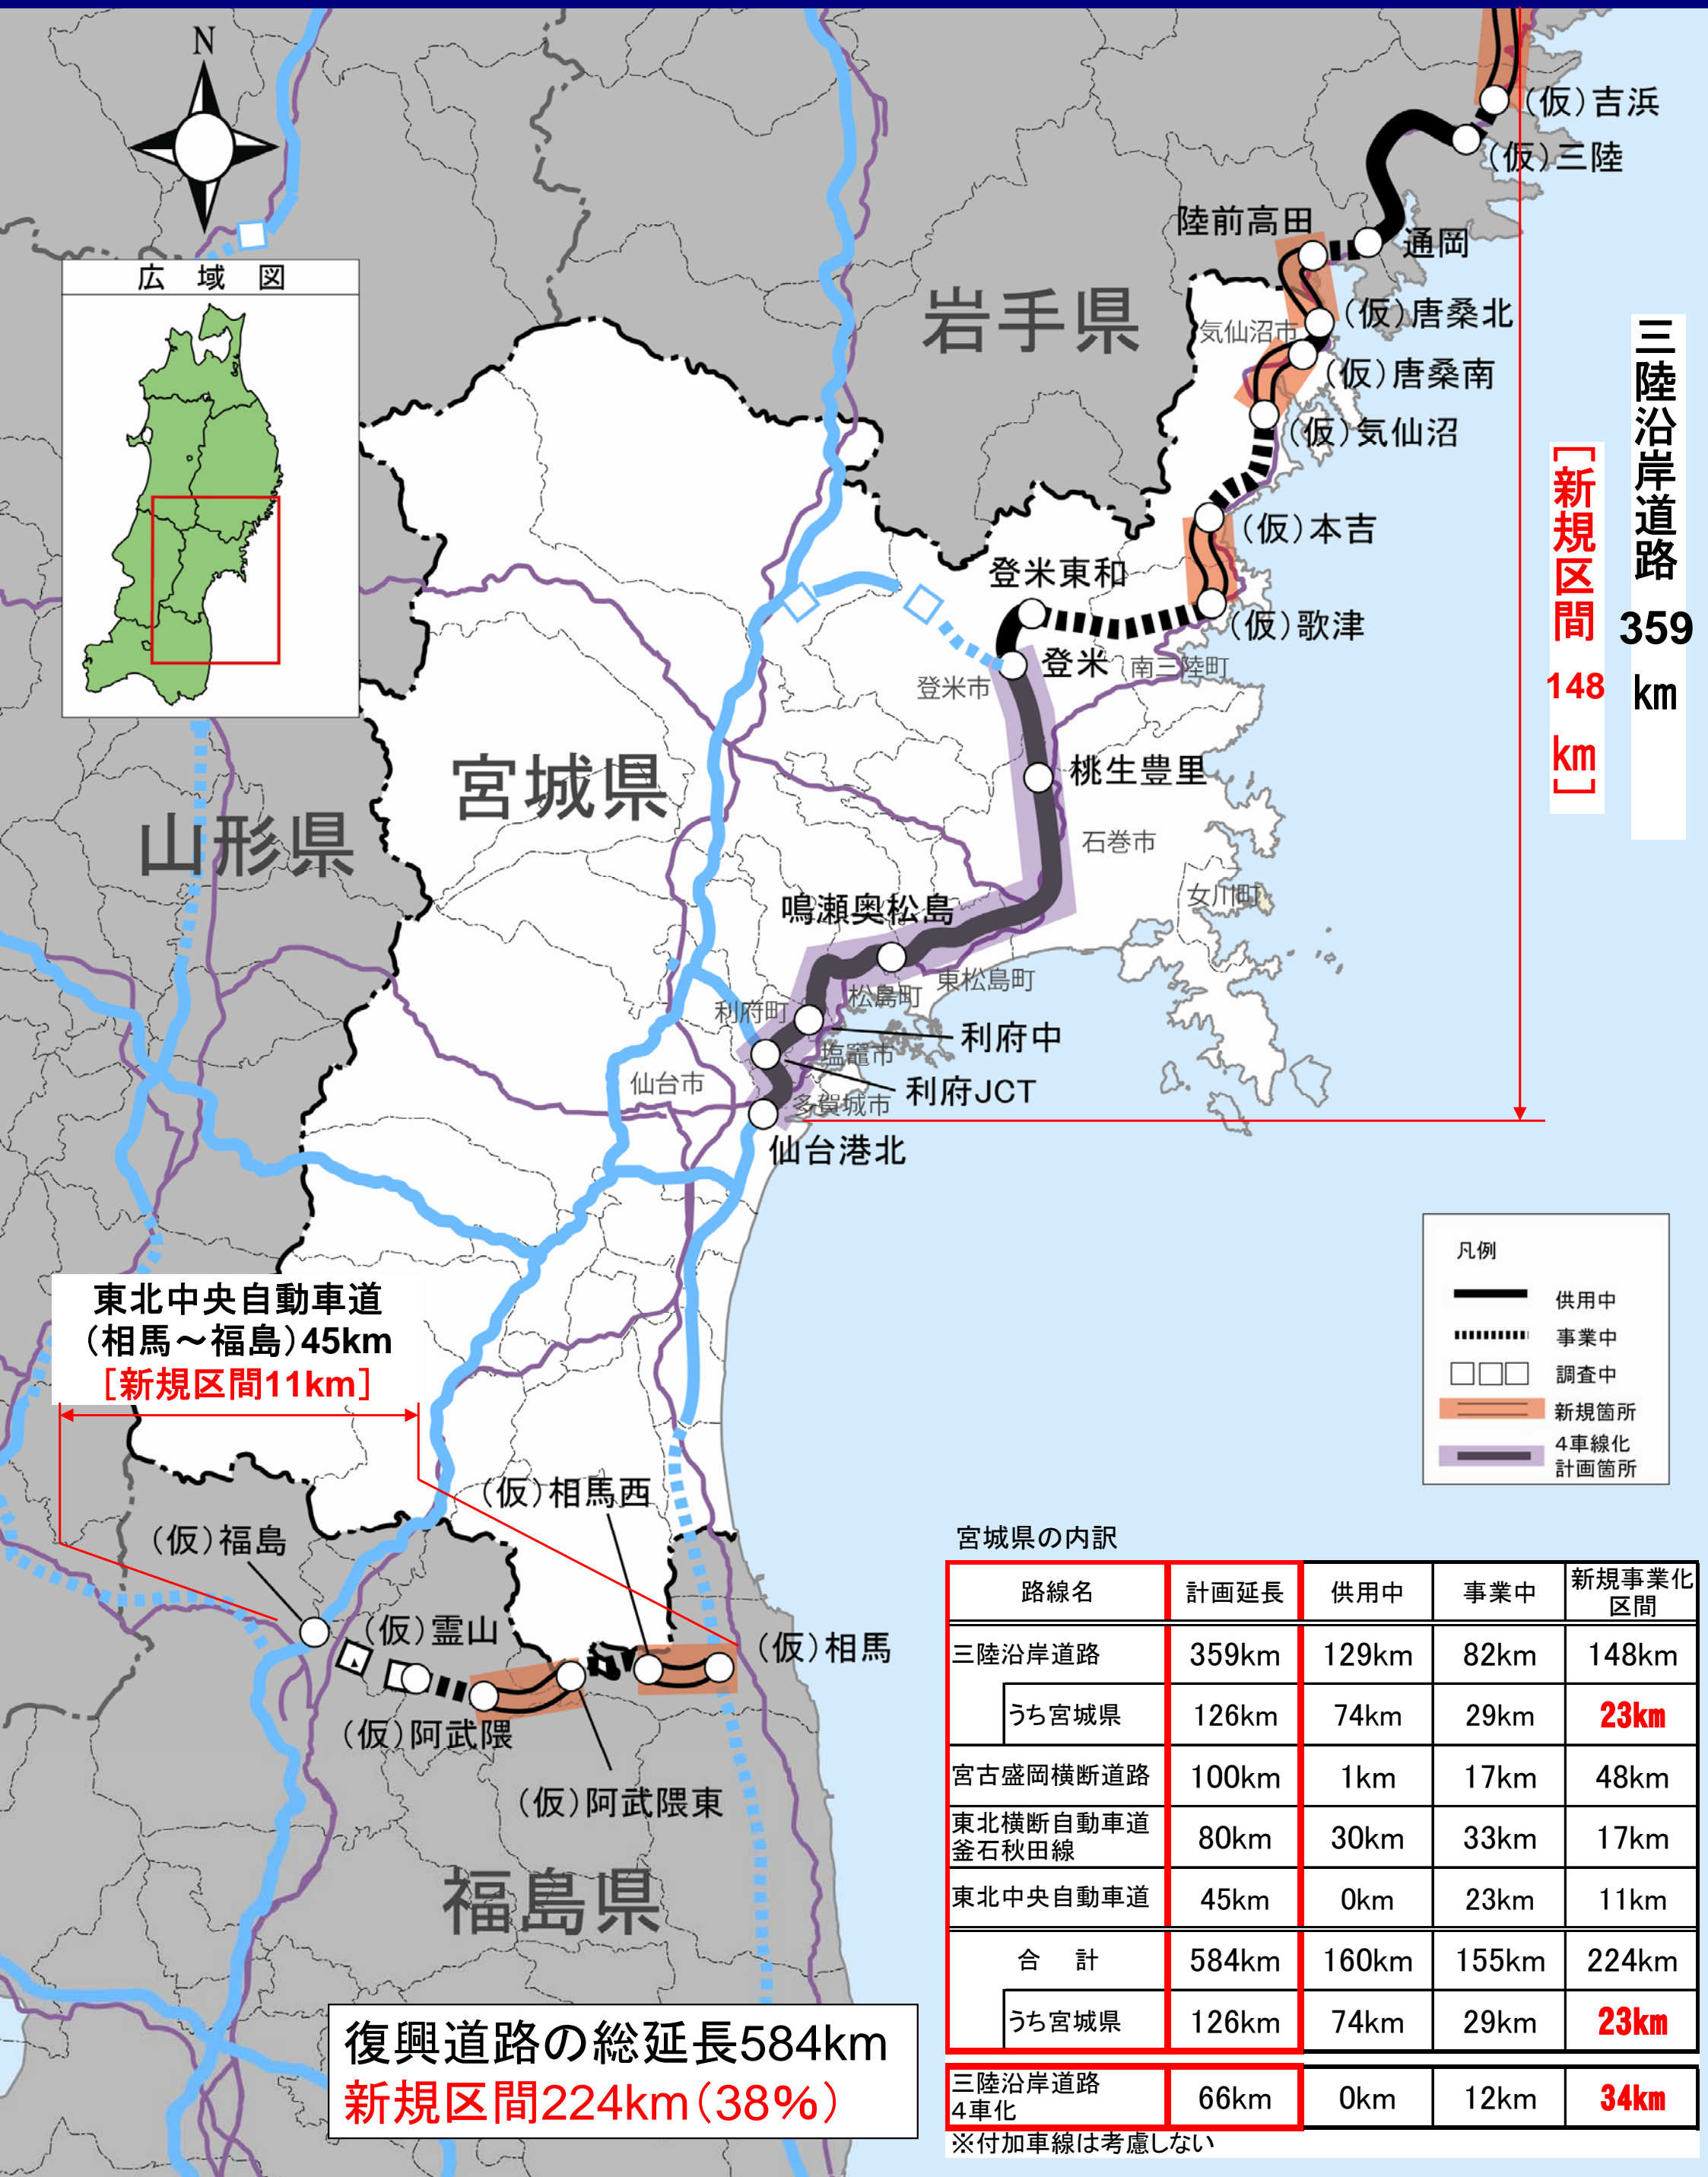 N
広 域 図
岩手県
宮城県
山形県
福島県
(仮)吉浜
(仮)三陸
陸前高田
通岡
(仮)唐桑北
気仙沼市
(仮)唐桑南
(仮)気仙沼
(仮)本吉
登米東和
(仮)歌津
登米
南三陸町
登米市
桃生豊里
石巻市
女川町
鳴瀬奥松島
東松島町
松島町
利府町
利府中
塩竈市
利府JCT
仙台市
多賀城市
仙台港北
三陸沿岸道路 359 km
[新規区間 148 km]
東北中央自動車道
(相馬～福島)45km
[新規区間11km]
(仮)相馬西
(仮)福島
(仮)霊山
(仮)相馬
(仮)阿武隈
(仮)阿武隈東
凡例
供用中
事業中
調査中
新規箇所
4車線化
計画箇所
宮城県の内訳
路線名 計画延長 供用中 事業中 新規事業化区間
三陸沿岸道路 359km 129km 82km 148km
うち宮城県 126km 74km 29km 23km
宮古盛岡横断道路 100km 1km 17km 48km
東北横断自動車道
釜石秋田線 80km 30km 33km 17km
東北中央自動車道 45km 0km 23km 11km
合 計 584km 160km 155km 224km
うち宮城県 126km 74km 29km 23km
三陸沿岸道路
4車化 66km 0km 12km 34km
※付加車線は考慮しない
復興道路の総延長584km
新規区間224km(38%)